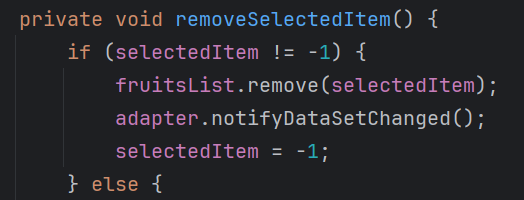 private void removeSelectedItem() {
    if (selectedItem != -1) {
        fruitsList.remove(selectedItem);
        adapter.notifyDataSetChanged();
        selectedItem = -1;
    } else {